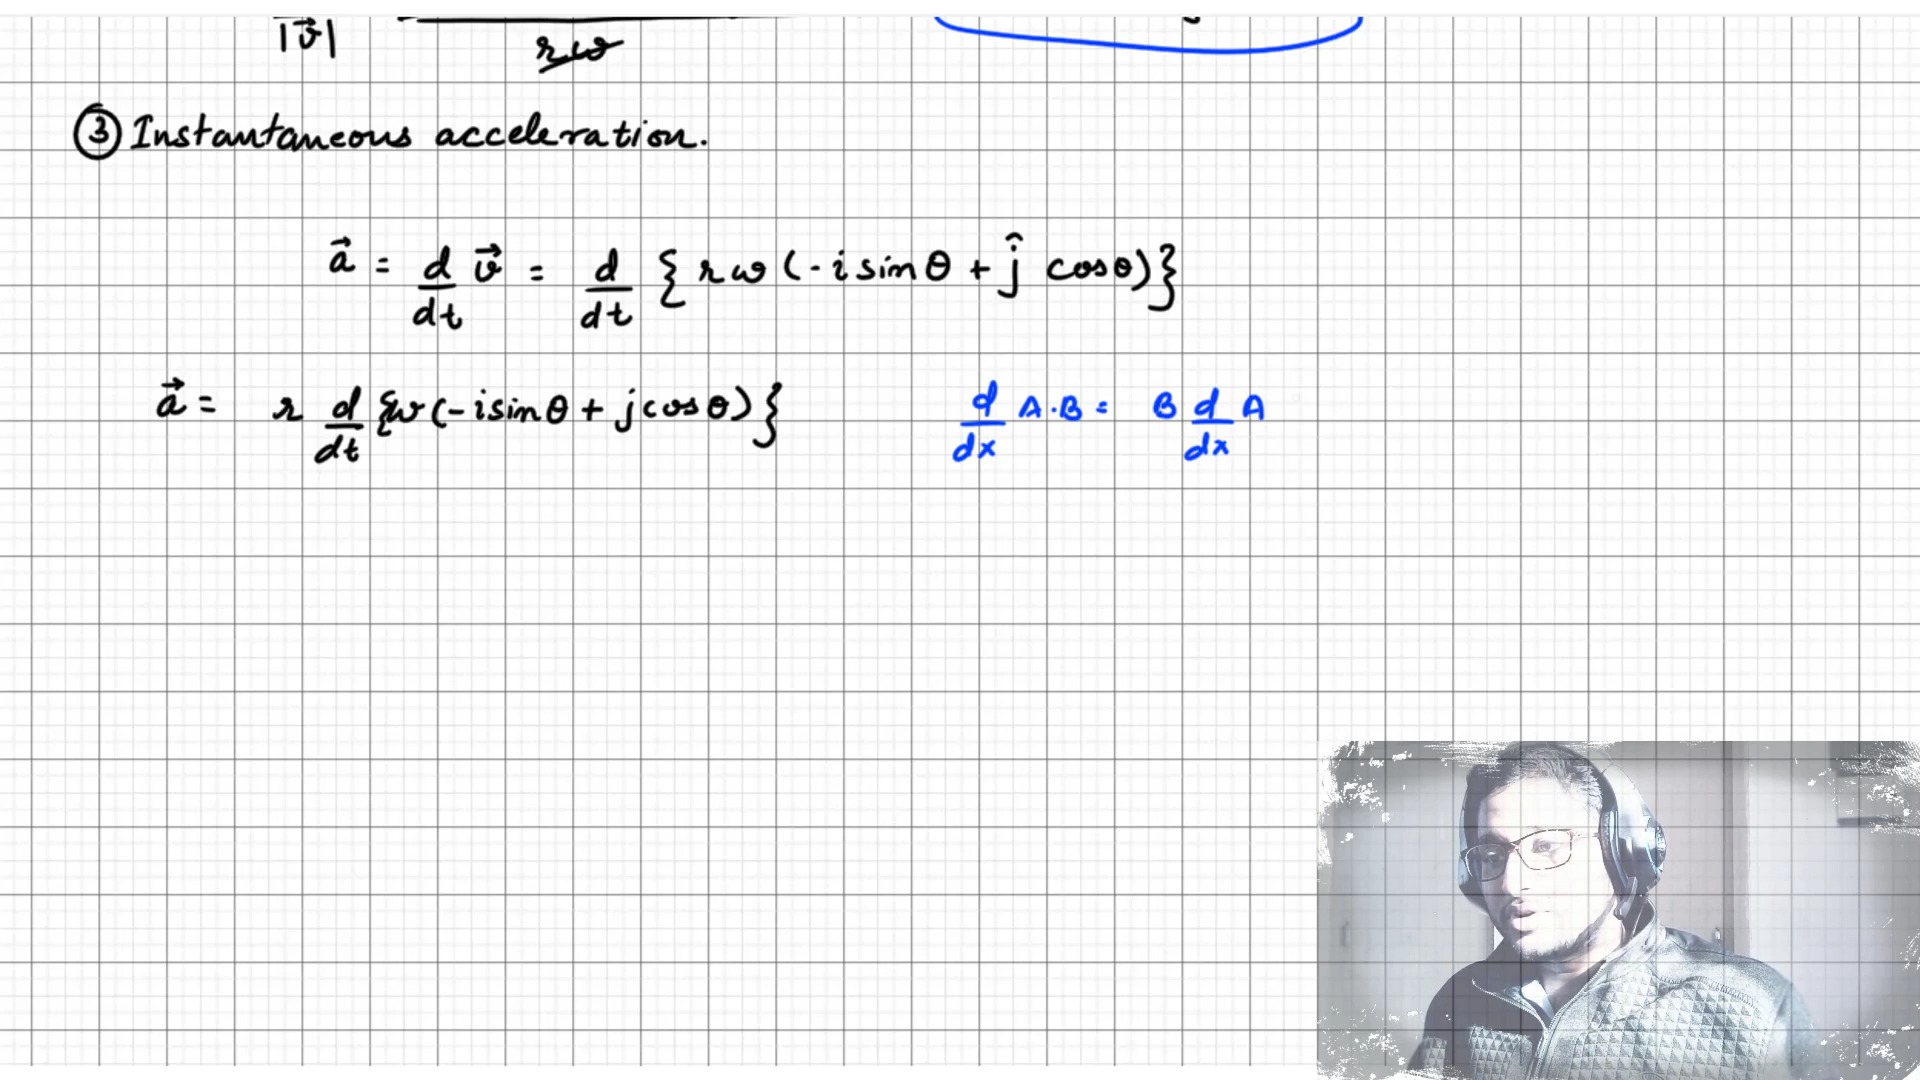 |v⃗|
rω
③ Instantaneous acceleration.
a⃗ = d/dt v⃗ = d/dt { rω (- i sinθ + ĵ cosθ)}
a⃗ = r d/dt {ω(- i sinθ + j cosθ)}
d/dx A·B = B d/dx A